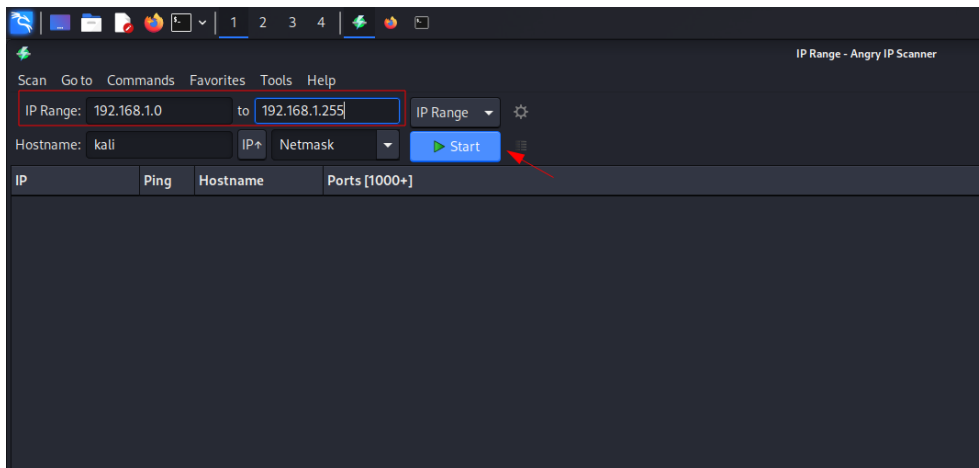 1 2 3 4
IP Range - Angry IP Scanner
Scan Go to Commands Favorites Tools Help
IP Range: 192.168.1.0 to 192.168.1.255 IP Range
Hostname: kali IP↑ Netmask Start
IP Ping Hostname Ports [1000+]